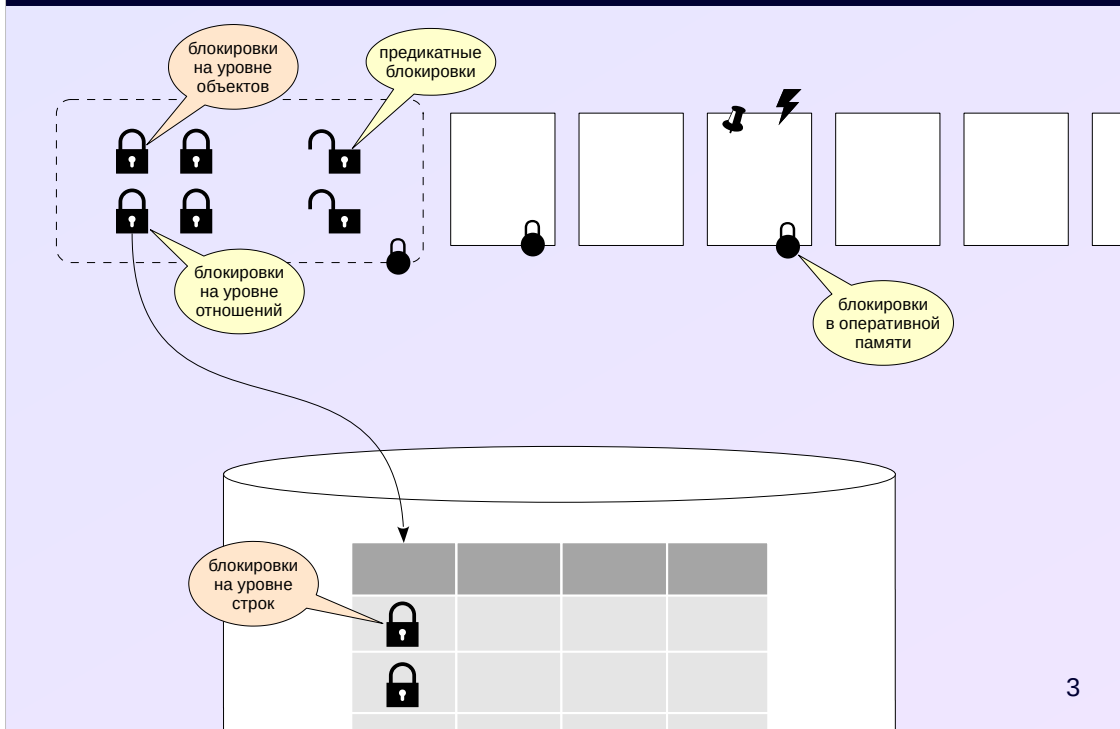 блокировки
на уровне
объектов
предикатные
блокировки
блокировки
на уровне
отношений
блокировки
в оперативной
памяти
блокировки
на уровне
строк
3